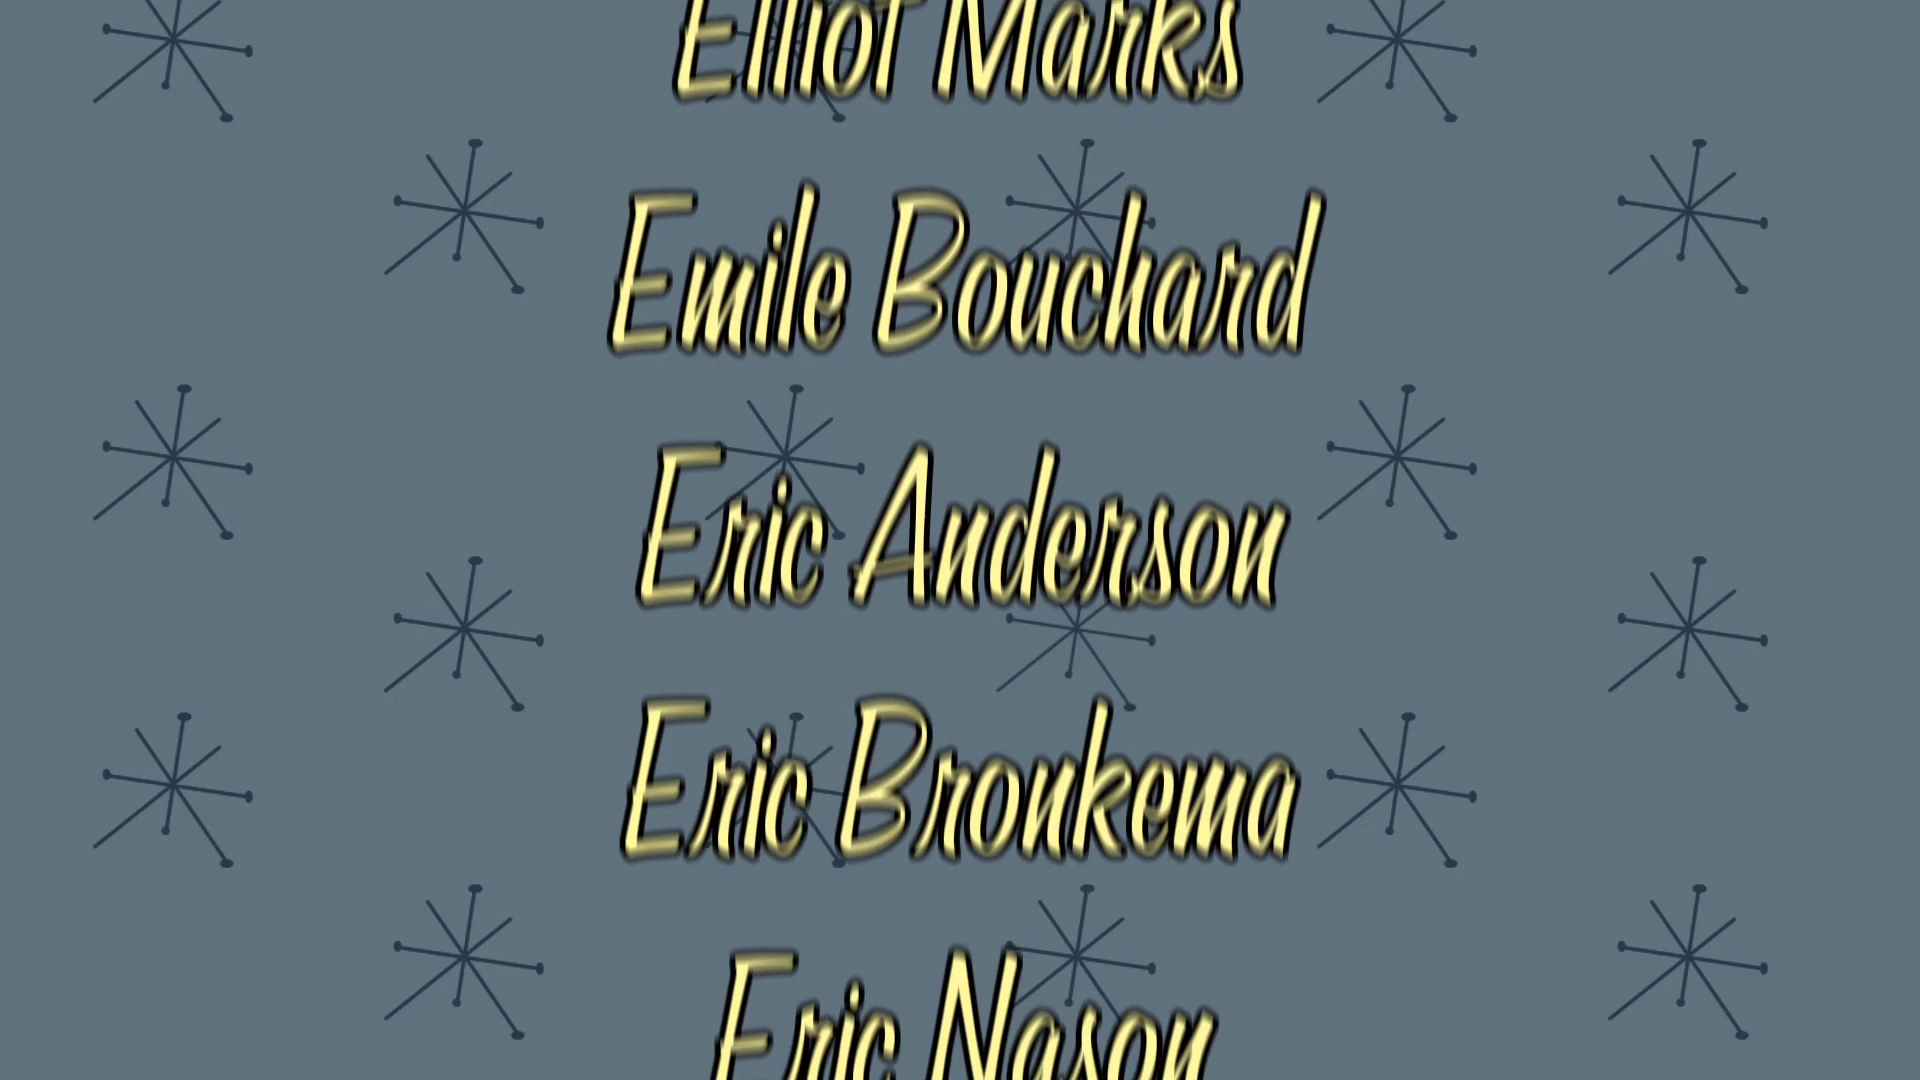 Elliot Marks
Emile Bouchard
Eric Anderson
Eric Bronkema
Eric Nason